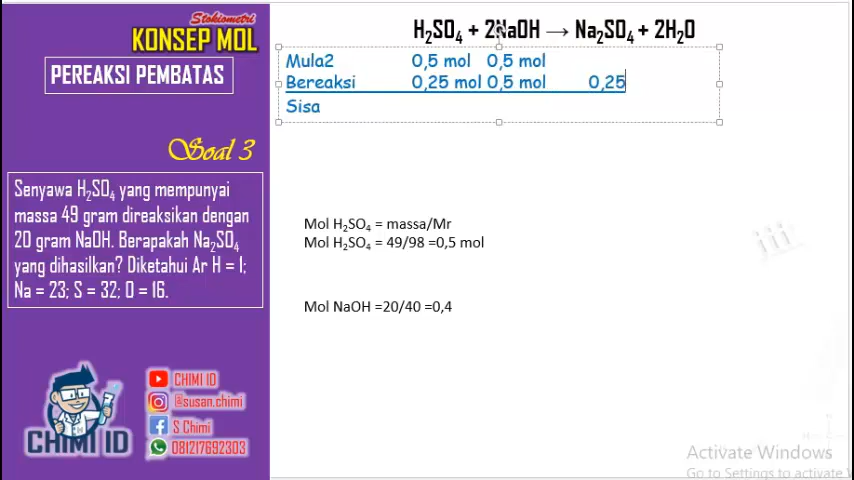 Stokiometri
KONSEP MOL
PEREAKSI PEMBATAS
Soal 3
Senyawa H₂SO₄ yang mempunyai
massa 49 gram direaksikan dengan
20 gram NaOH. Berapakah Na₂SO₄
yang dihasilkan? Diketahui Ar H = 1;
Na = 23; S = 32; O = 16.
CHIMI ID
CHIMI ID
@susan.chimi
S Chimi
081217692303
H₂SO₄ + 2NaOH → Na₂SO₄ + 2H₂O
Mula2 0,5 mol 0,5 mol
Bereaksi 0,25 mol 0,5 mol 0,25
Sisa
Mol H₂SO₄ = massa/Mr
Mol H₂SO₄ = 49/98 =0,5 mol
Mol NaOH =20/40 =0,4
Activate Windows
Go to Settings to activate